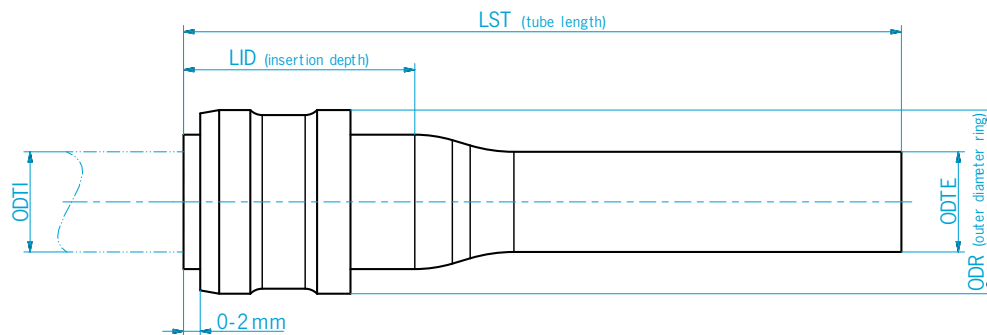 LST (tube length)
LID (insertion depth)
ODTI
ODTE
ODR (outer diameter ring)
0-2 mm